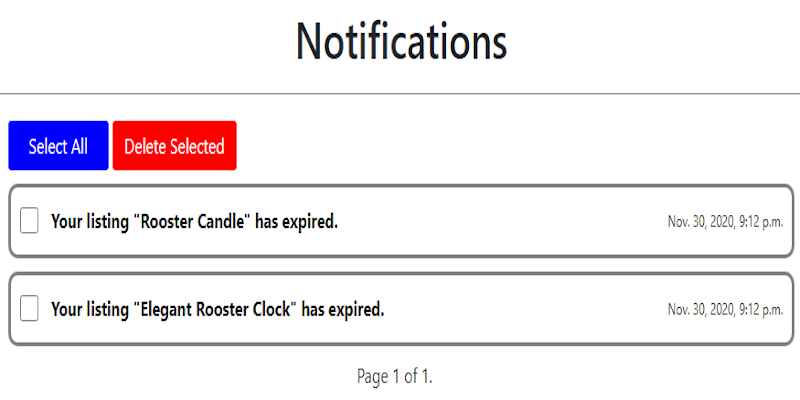 Notifications
Select All Delete Selected
Your listing "Rooster Candle" has expired. Nov. 30, 2020, 9:12 p.m.
Your listing "Elegant Rooster Clock" has expired. Nov. 30, 2020, 9:12 p.m.
Page 1 of 1.